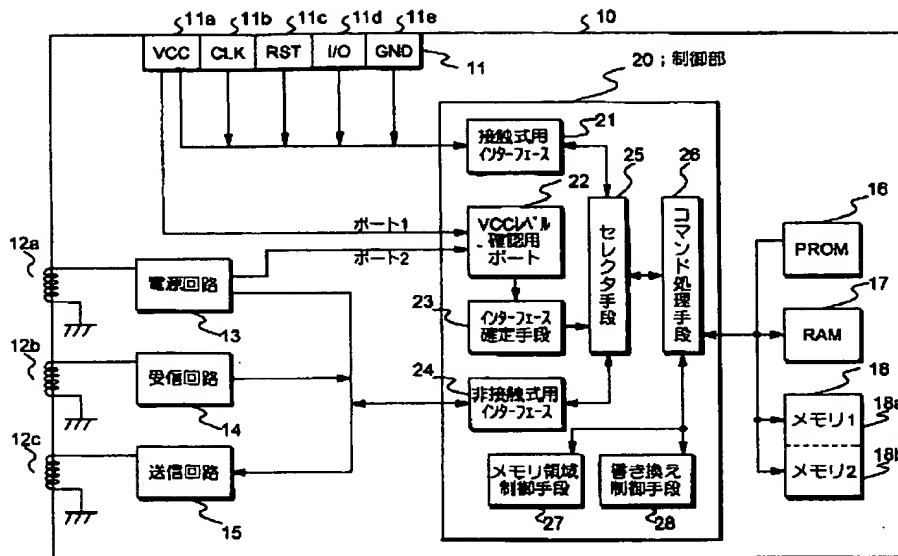 11a 11b 11c 11d 11e 10
VCC CLK RST I/O GND
11
20；制御部
接触式用
インターフェース
21
25
26
22
ポート1
VCCレベル
確認用
ポート
ポート2
セレクタ手段
コマンド処理手段
16
PROM
12a
電源回路
13
23
インターフェース
確定手段
17
RAM
12b
受信回路
14
24
非接触式用
インターフェース
18
メモリ1
18a
メモリ2
18b
12c
送信回路
15
メモリ領域
制御手段
27
書き換え
制御手段
28